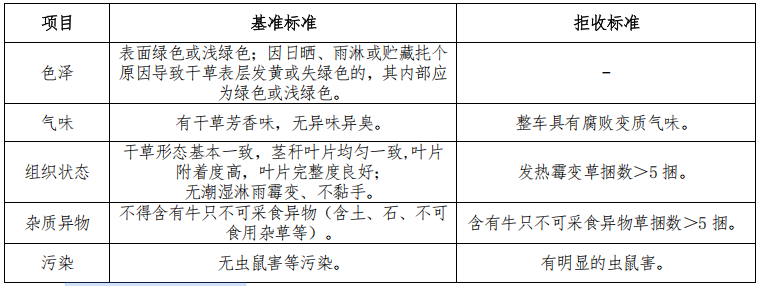 项目 基准标准 拒收标准
色泽 表面绿色或浅绿色；因日晒、雨淋或贮藏扥个 -
原因导致干草表层发黄或失绿色的，其内部应
为绿色或浅绿色。
气味 有干草芳香味，无异味异臭。 整车具有腐败变质气味。
组织状态 干草形态基本一致，茎秆叶片均匀一致,叶片 发热霉变草捆数＞5 捆。
附着度高，叶片完整度良好；
无潮湿淋雨霉变、不黏手。
杂质异物 不得含有牛只不可采食异物（含土、石、不可 含有牛只不可采食异物草捆数＞5 捆。
食用杂草等）。
污染 无虫鼠害等污染。 有明显的虫鼠害。